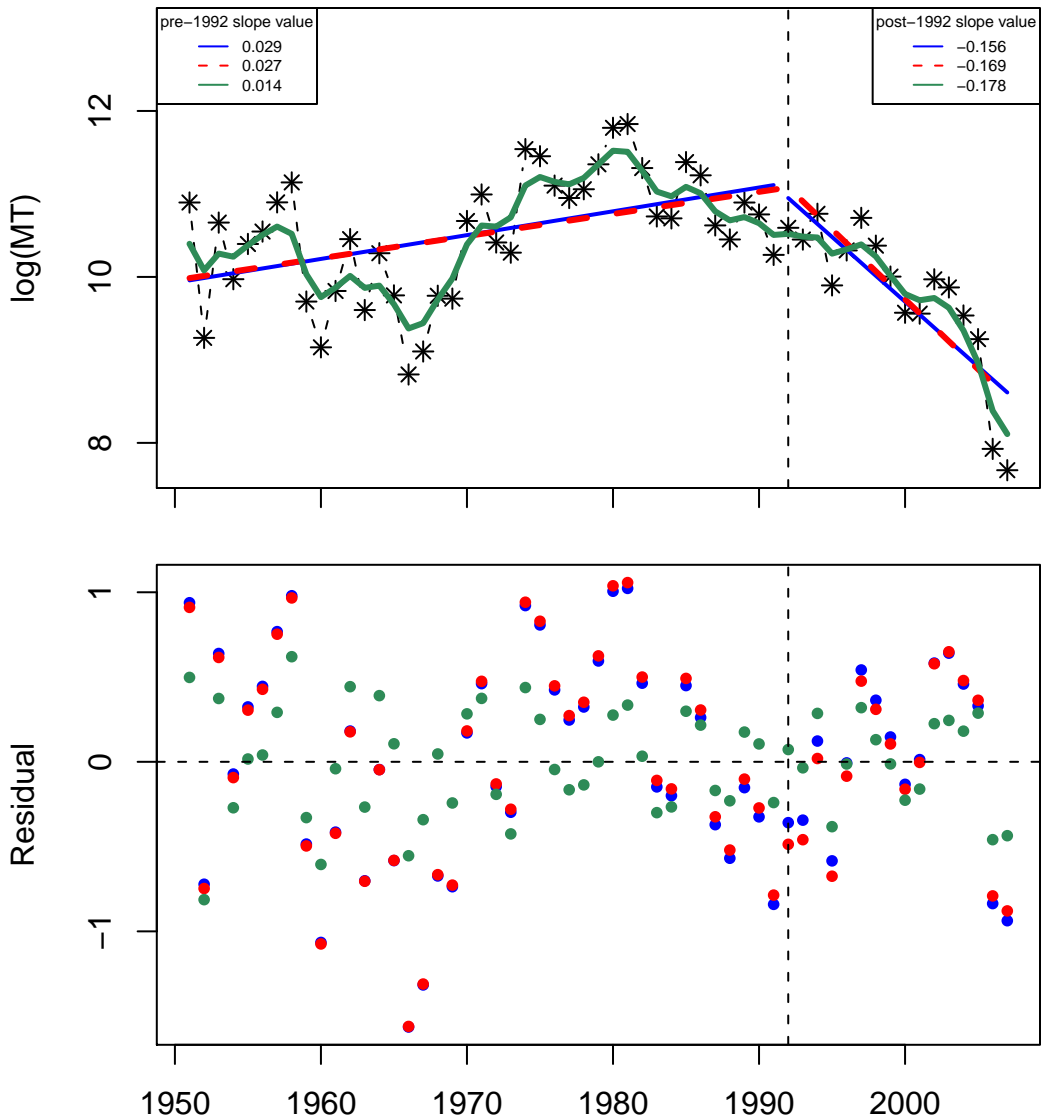 pre−1992 slope value
0.029
0.027
0.014
post−1992 slope value
−0.156
−0.169
−0.178
log(MT)
12
10
8
Residual
1
0
−1
1950 1960 1970 1980 1990 2000